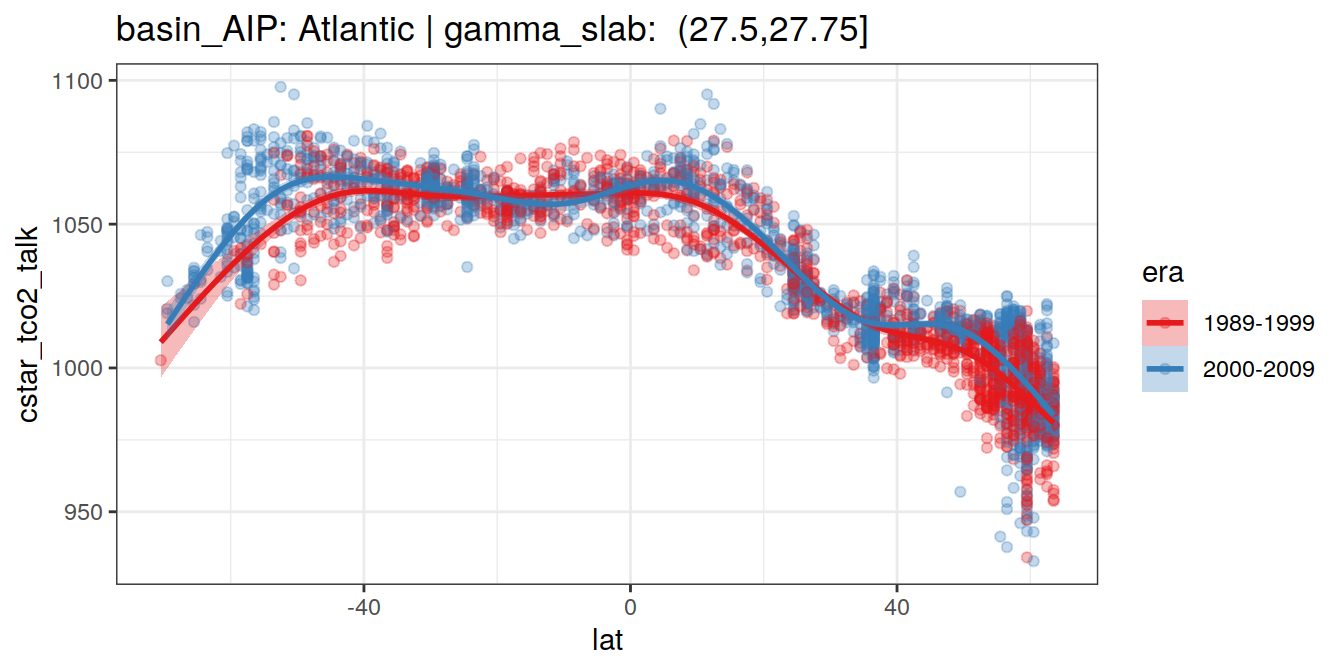 basin_AIP: Atlantic | gamma_slab:  (27.5,27.75]
1100
1050
1000
950
cstar_tco2_talk
-40
0
40
lat
era
1989-1999
2000-2009